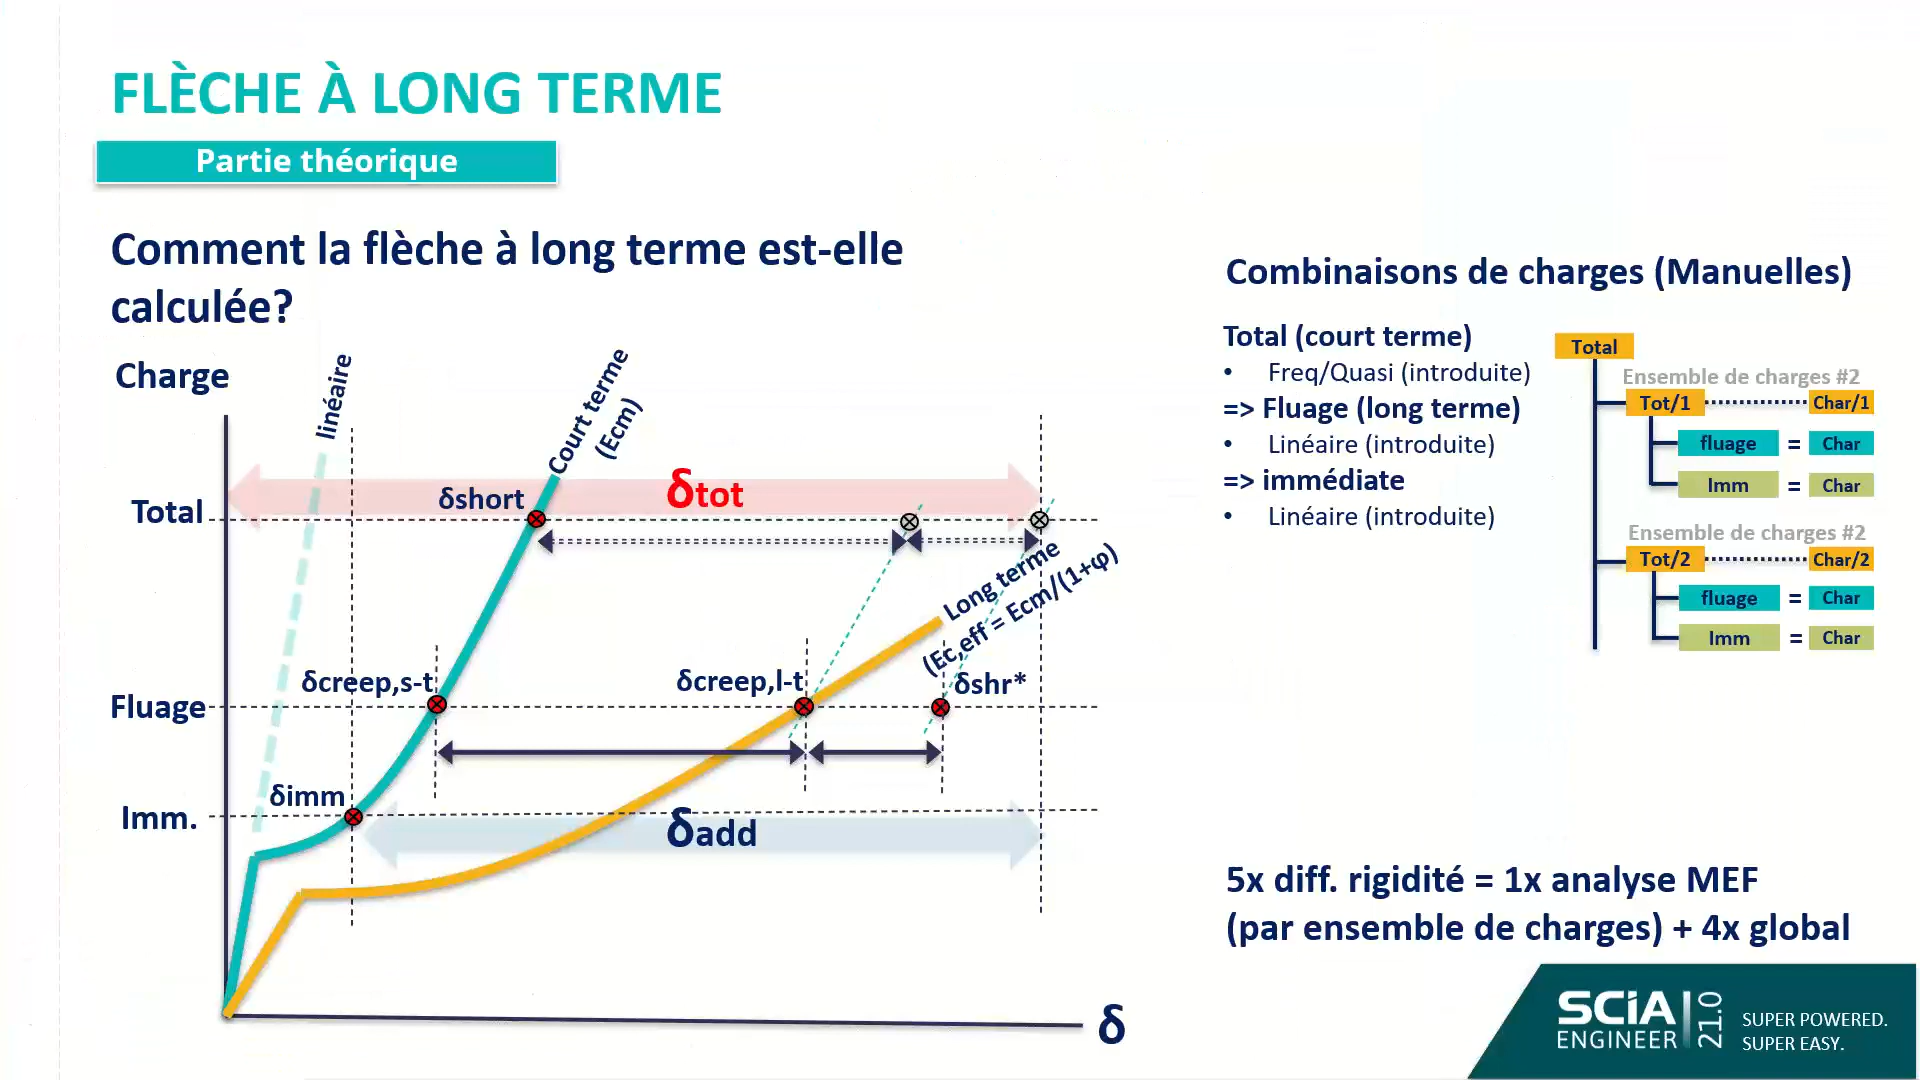 FLÈCHE À LONG TERME
Partie théorique
Comment la flèche à long terme est-elle
calculée?
Charge
linéaire
Court terme
(Ecm)
δshort
δtot
Total
Long terme
(Ec,eff = Ecm/(1+φ)
δcreep,s-t
δcreep,l-t
δshr*
Fluage
δimm
Imm.
δadd
δ
Combinaisons de charges (Manuelles)
Total (court terme)
• Freq/Quasi (introduite)
=> Fluage (long terme)
• Linéaire (introduite)
=> immédiate
• Linéaire (introduite)
Total
Ensemble de charges #2
Tot/1 Char/1
fluage = Char
Imm = Char
Ensemble de charges #2
Tot/2 Char/2
fluage = Char
Imm = Char
5x diff. rigidité = 1x analyse MEF
(par ensemble de charges) + 4x global
SCiA
ENGINEER
21.0
SUPER POWERED.
SUPER EASY.